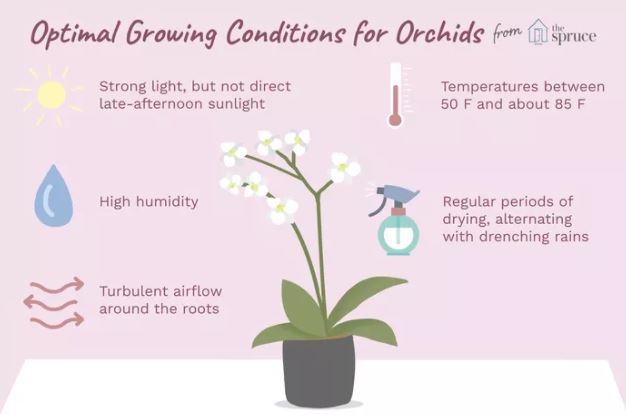 Optimal Growing Conditions for Orchids from the spruce
Strong light, but not direct
late-afternoon sunlight
Temperatures between
50 F and about 85 F
High humidity
Regular periods of
drying, alternating
with drenching rains
Turbulent airflow
around the roots